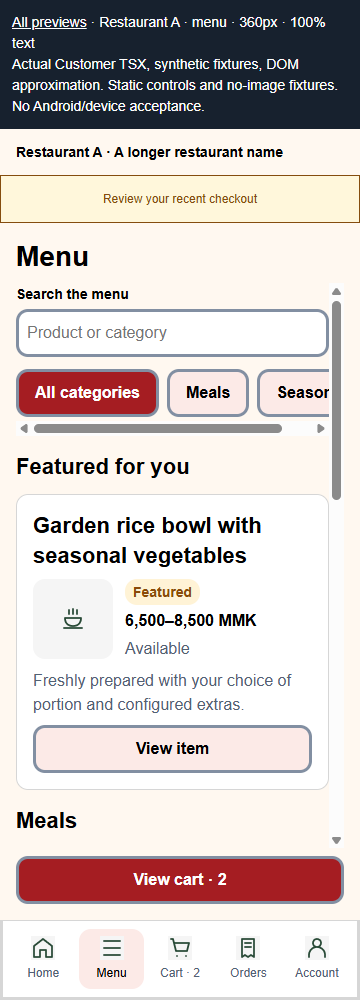 All previews · Restaurant A · menu · 360px · 100%
text
Actual Customer TSX, synthetic fixtures, DOM
approximation. Static controls and no-image fixtures.
No Android/device acceptance.
Restaurant A · A longer restaurant name
Review your recent checkout
Menu
Search the menu
Product or category
All categories
Meals
Season
Featured for you
Garden rice bowl with
seasonal vegetables
Featured
6,500–8,500 MMK
Available
Freshly prepared with your choice of
portion and configured extras.
View item
Meals
View cart · 2
Home
Menu
Cart · 2
Orders
Account